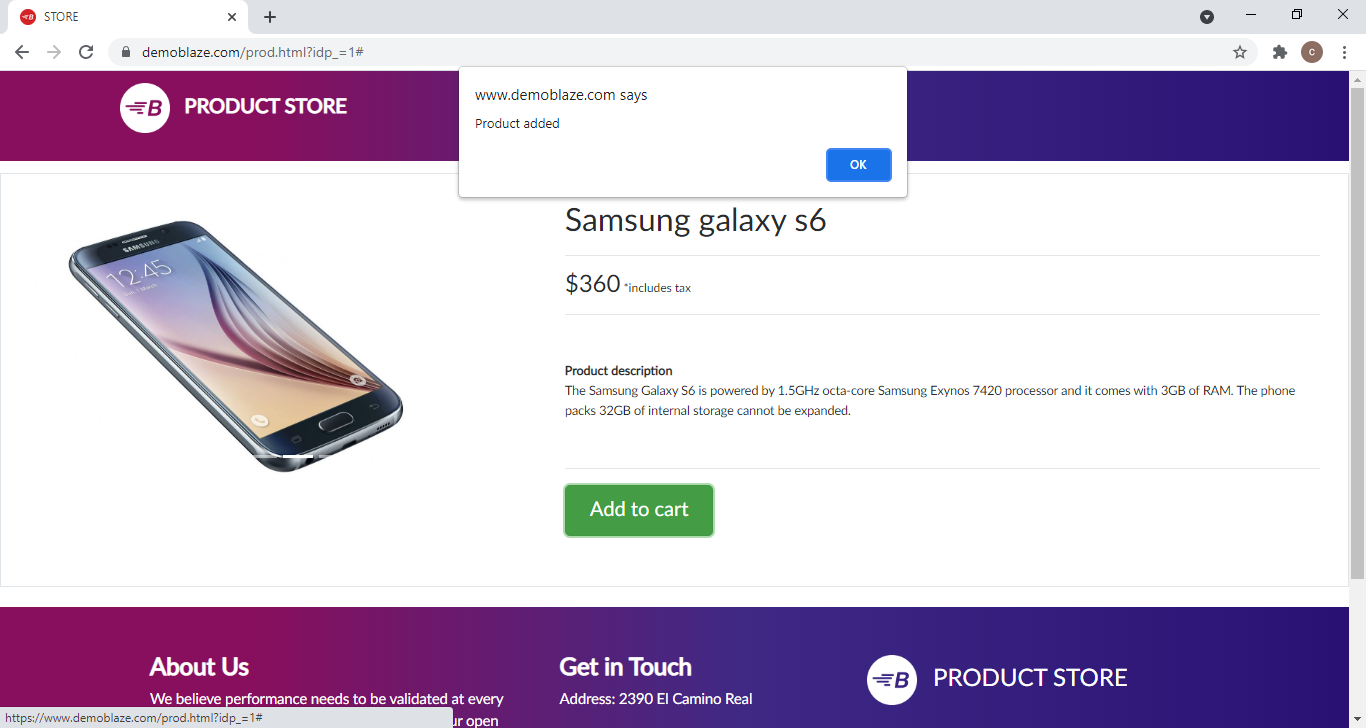 STORE
demoblaze.com/prod.html?idp_=1#
C
B PRODUCT STORE
www.demoblaze.com says
Product added
OK
SAMSUNG
12:45
Samsung galaxy s6
$360 *includes tax
Product description
The Samsung Galaxy S6 is powered by 1.5GHz octa-core Samsung Exynos 7420 processor and it comes with 3GB of RAM. The phone
packs 32GB of internal storage cannot be expanded.
Add to cart
About Us
We believe performance needs to be validated at every
ur open
Get in Touch
Address: 2390 El Camino Real
B PRODUCT STORE
https://www.demoblaze.com/prod.html?idp_=1#